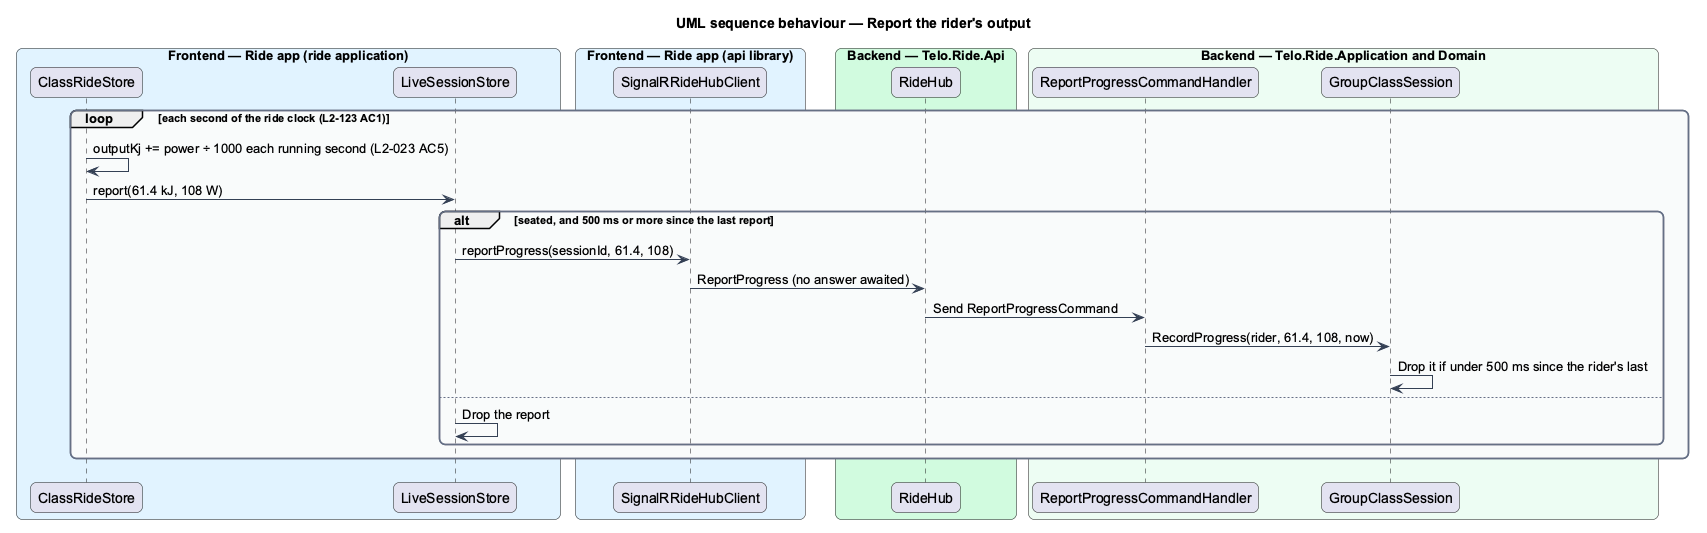 UML sequence behaviour — Report the rider's output
Frontend — Ride app (ride application)
Frontend — Ride app (api library)
Backend — Telo.Ride.Api
Backend — Telo.Ride.Application and Domain
ClassRideStore
LiveSessionStore
SignalRRideHubClient
RideHub
ReportProgressCommandHandler
GroupClassSession
loop [each second of the ride clock (L2-123 AC1)]
outputKj += power ÷ 1000 each running second (L2-023 AC5)
report(61.4 kJ, 108 W)
alt [seated, and 500 ms or more since the last report]
reportProgress(sessionId, 61.4, 108)
ReportProgress (no answer awaited)
Send ReportProgressCommand
RecordProgress(rider, 61.4, 108, now)
Drop it if under 500 ms since the rider's last
Drop the report
ClassRideStore
LiveSessionStore
SignalRRideHubClient
RideHub
ReportProgressCommandHandler
GroupClassSession